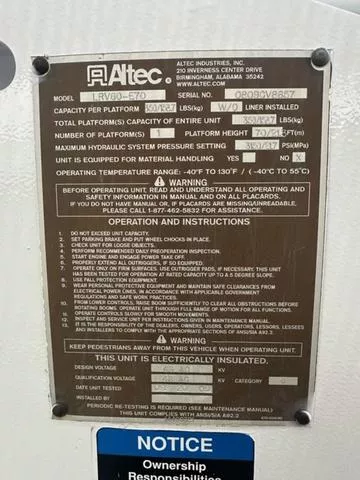 Altec
ALTEC INDUSTRIES, INC.
210 INVERNESS CENTER DRIVE
BIRMINGHAM, ALABAMA 35242
WWW.ALTEC.COM
MODEL LRV60-E70 SERIAL NO. 0809CV8657
CAPACITY PER PLATFORM 350/158.7 LBS(kg) W/O LINER INSTALLED
TOTAL PLATFORM(S) CAPACITY OF ENTIRE UNIT 350/158.7 LBS(kg)
NUMBER OF PLATFORM(S) 1 PLATFORM HEIGHT FT(m)
MAXIMUM HYDRAULIC SYSTEM PRESSURE SETTING PSI(MPa)
UNIT IS EQUIPPED FOR MATERIAL HANDLING YES NO X
OPERATING TEMPERATURE RANGE: -40°F TO 130°F / (-40°C TO 55°C)
WARNING
BEFORE OPERATING UNIT, READ AND UNDERSTAND ALL OPERATING AND
SAFETY INFORMATION IN MANUAL AND ON ALL PLACARDS.
IF YOU DO NOT HAVE MANUAL OR IF PLACARDS ARE MISSING/UNREADABLE,
PLEASE CALL 1-877-462-5832 FOR ASSISTANCE.
OPERATION AND INSTRUCTIONS
1. DO NOT EXCEED UNIT CAPACITY.
2. SET PARKING BRAKE AND PUT WHEEL CHOCKS IN PLACE.
3. CHECK UNIT FOR LOOSE OBJECTS.
4. PERFORM RECOMMENDED DAILY PREOPERATION INSPECTION.
5. START ENGINE AND ENGAGE POWER TAKE OFF.
6. PROPERLY EXTEND ALL OUTRIGGERS, IF SO EQUIPPED.
7. OPERATE ONLY ON FIRM SURFACES. USE OUTRIGGER PADS, IF NECESSARY. THIS UNIT
HAS BEEN TESTED FOR OPERATION AT RATED CAPACITY UP TO A 5 DEGREE SLOPE.
8. USE FALL PROTECTION EQUIPMENT.
9. WEAR PERSONAL PROTECTIVE EQUIPMENT AND MAINTAIN SAFE CLEARANCES FROM
ELECTRICAL POWER LINES, IN ACCORDANCE WITH APPLICABLE GOVERNMENT
REGULATIONS AND SAFE WORK PRACTICES.
10. FROM LOWER CONTROLS, RAISE BOOM SUFFICIENTLY TO CLEAR ALL OBSTRUCTIONS BEFORE
ROTATING BOOMS. OPERATE UNIT THROUGH FULL RANGE OF MOTION FOR ALL FUNCTIONS.
11. OPERATE CONTROLS SLOWLY FOR SMOOTH MOVEMENTS.
12. INSPECT AND SERVICE UNIT PER INSTRUCTIONS GIVEN IN MAINTENANCE MANUAL.
13. IT IS THE RESPONSIBILITIES OF THE DEALERS, OWNERS, USERS, OPERATORS, LESSORS, LESSEES
AND INSTALLERS TO COMPLY WITH THE APPROPRIATE SECTIONS OF ANSI/SIA A92.2.
WARNING
KEEP PEDESTRIANS AWAY FROM THIS VEHICLE WHEN OPERATING UNIT.
THIS UNIT IS ELECTRICALLY INSULATED.
DESIGN VOLTAGE KV
QUALIFICATION VOLTAGE KV CATEGORY C
DATE UNIT TESTED
INSTALLED BY
PERIODIC RE-TESTING IS REQUIRED (SEE MAINTENANCE MANUAL)
THIS UNIT COMPLIES WITH ANSI/SIA A92.2
NOTICE
Ownership
Responsibilities